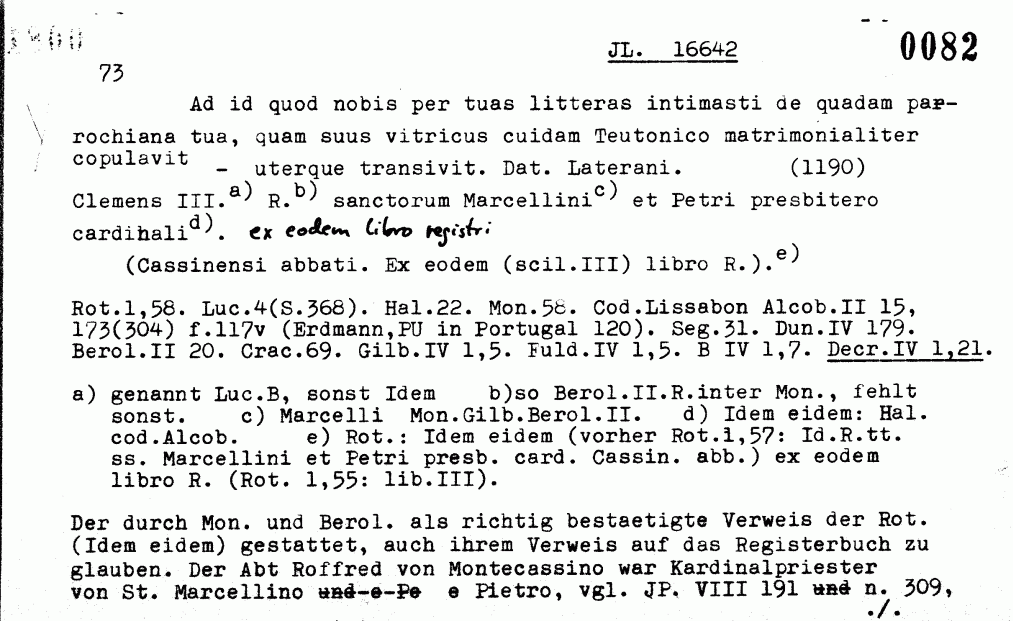 JL. 16642 0082
73
Ad id quod nobis per tuas litteras intimasti de quadam par-
rochiana tua, quam suus vitricus cuidam Teutonico matrimonialiter
copulavit - uterque transivit. Dat. Laterani. (1190)
Clemens III.a) R.b) sanctorum Marcellini c) et Petri presbitero
cardinali d). ex eodem libro registri
(Cassinensi abbati. Ex eodem (scil.III) libro R.).e)
Rot.1,58. Luc.4(S.368). Hal.22. Mon.58. Cod.Lissabon Alcob.II 15,
173(304) f.117v (Erdmann,PU in Portugal 120). Seg.31. Dun.IV 179.
Berol.II 20. Crac.69. Gilb.IV 1,5. Fuld.IV 1,5. B IV 1,7. Decr.IV 1,21.
a) genannt Luc.B, sonst Idem b)so Berol.II.R.inter Mon., fehlt
sonst. c) Marcelli Mon.Gilb.Berol.II. d) Idem eidem: Hal.
cod.Alcob. e) Rot.: Idem eidem (vorher Rot.1,57: Id.R.tt.
ss. Marcellini et Petri presb. card. Cassin. abb.) ex eodem
libro R. (Rot. 1,55: lib.III).
Der durch Mon. und Berol. als richtig bestaetigte Verweis der Rot.
(Idem eidem) gestattet, auch ihrem Verweis auf das Registerbuch zu
glauben. Der Abt Roffred von Montecassino war Kardinalpriester
von St. Marcellino und e Pe e Pietro, vgl. JP. VIII 191 und n. 309,
./.